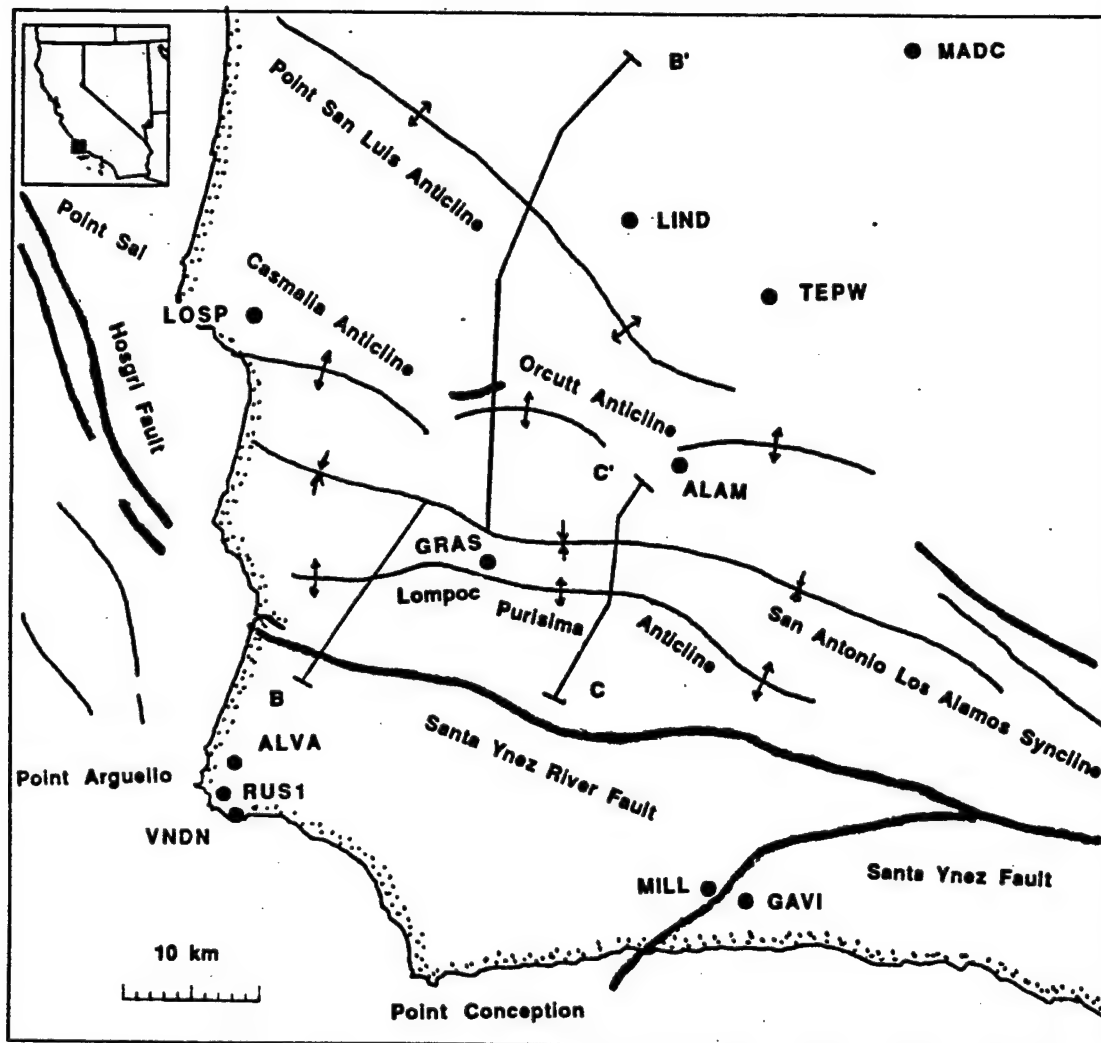 B'
MADC
Point San Luis Anticline
LIND
Point Sal
TEPW
Casmalia Anticline
LOSP
Hosgri Fault
Orcutt Anticline
C'
ALAM
GRAS
Lompoc Purisima Anticline
San Antonio Los Alamos Syncline
B
C
ALVA
Santa Ynez River Fault
Point Arguello
RUS1
VNDN
Santa Ynez Fault
MILL
GAVI
10 km
Point Conception